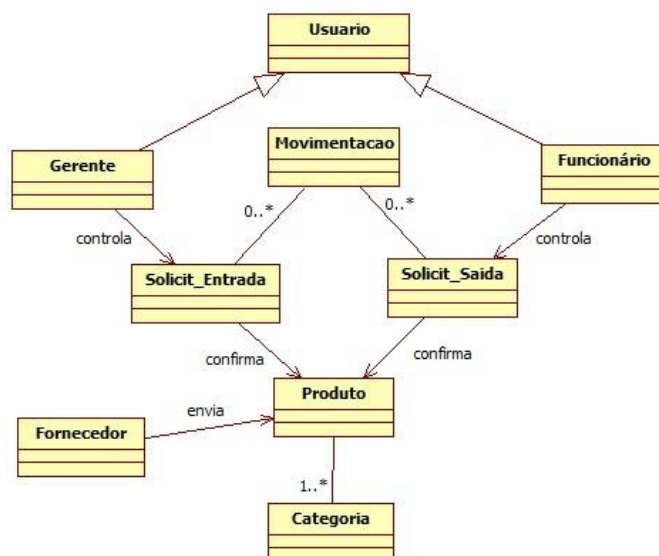 Usuario
Movimentacao
Gerente
Funcionário
0..*
0..*
controla
controla
Solicit_Entrada
Solicit_Saida
confirma
confirma
Produto
envia
Fornecedor
1..*
Categoria